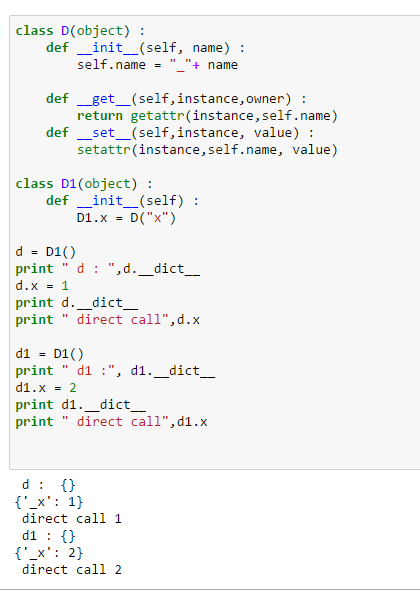 class D(object) :
    def __init__(self, name) :
        self.name = "_"+ name

    def __get__(self,instance,owner) :
        return getattr(instance,self.name)
    def __set__(self,instance, value) :
        setattr(instance,self.name, value)

class D1(object) :
    def __init__(self) :
        D1.x = D("x")

d = D1()
print " d : ",d.__dict__
d.x = 1
print d.__dict__
print " direct call",d.x

d1 = D1()
print " d1 :", d1.__dict__
d1.x = 2
print d1.__dict__
print " direct call",d1.x

 d :  {}
{'_x': 1}
 direct call 1
 d1 : {}
{'_x': 2}
 direct call 2